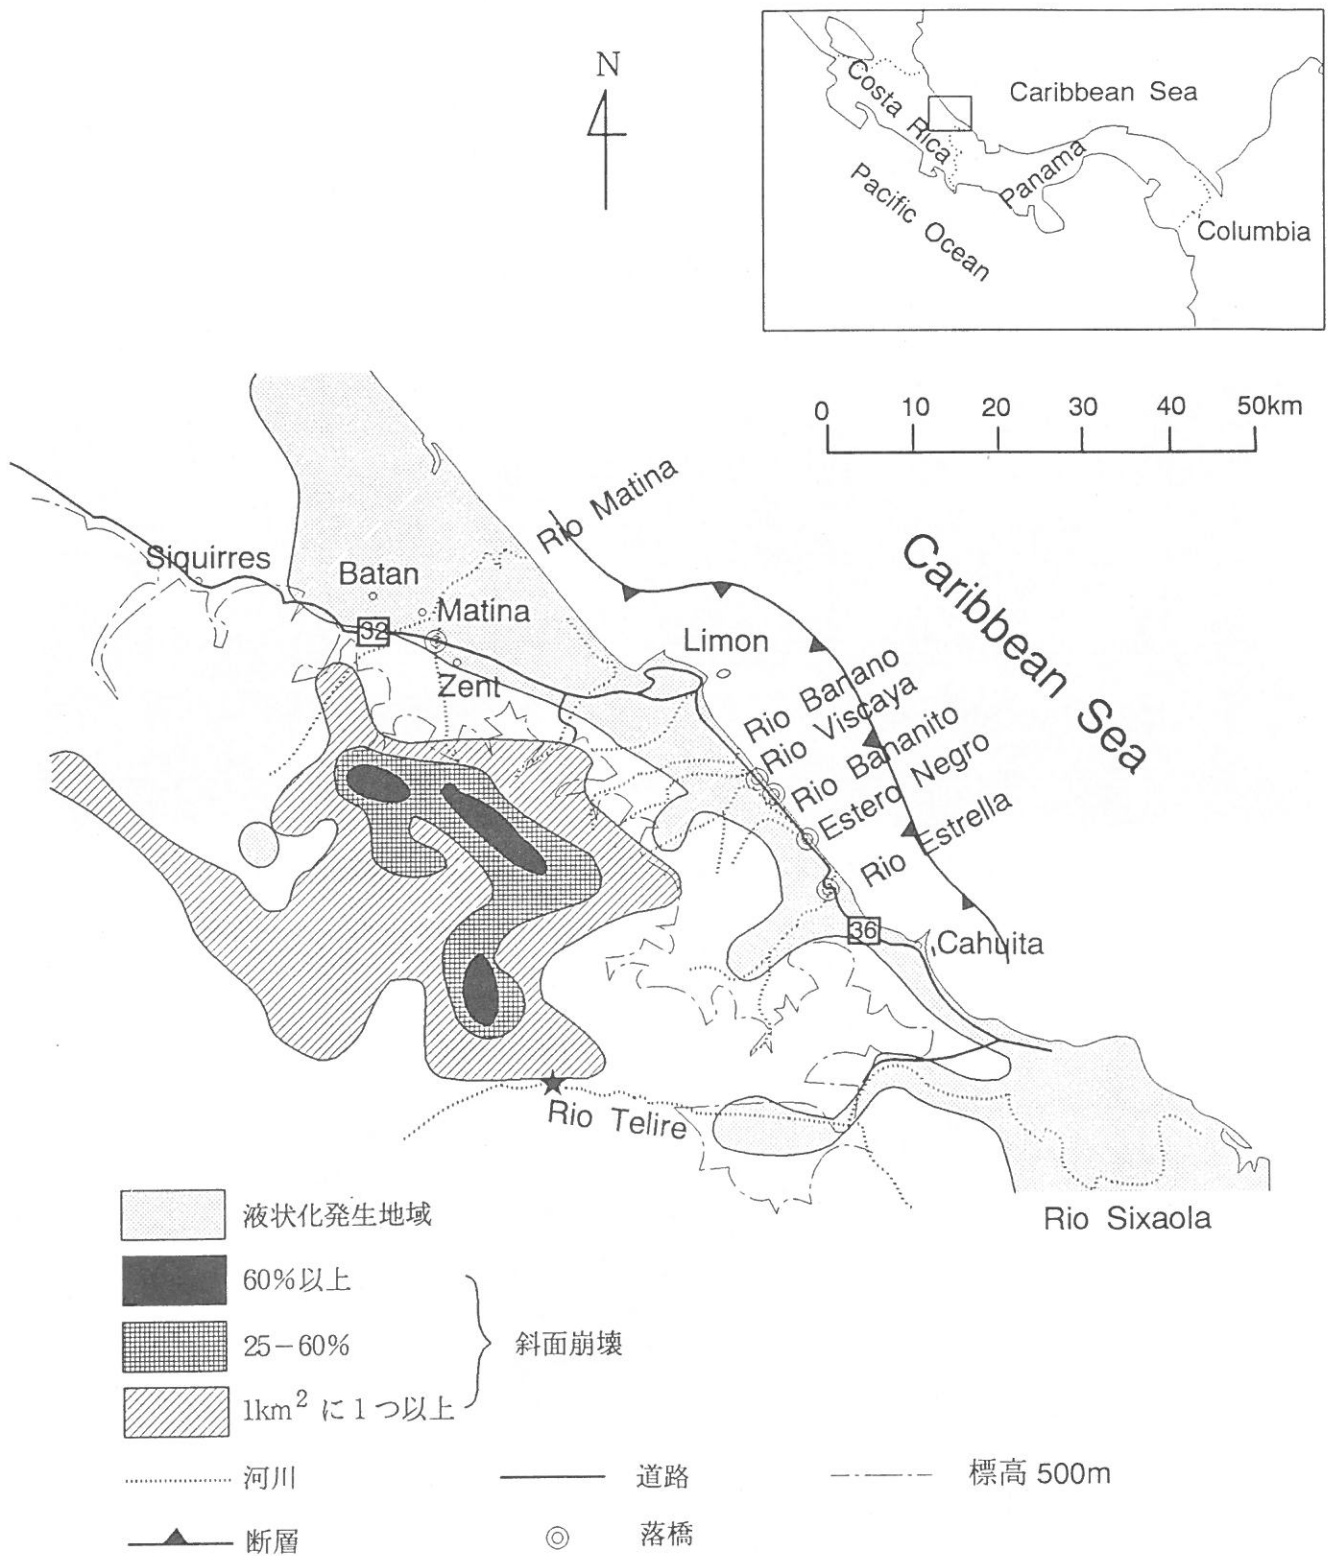 N
Costa Rica
Caribbean Sea
Panama
Pacific Ocean
Columbia
0 10 20 30 40 50km
Rio Matina
Caribbean Sea
Siquirres
Batan
Matina
32
Zent
Limon
Rio Banano
Rio Viscaya
Rio Bananito
Estero Negro
Rio Estrella
36
Cahuita
Rio Telire
Rio Sixaola
液状化発生地域
60%以上
25-60%
斜面崩壊
1km² に1つ以上
河川
道路
標高 500m
断層
落橋